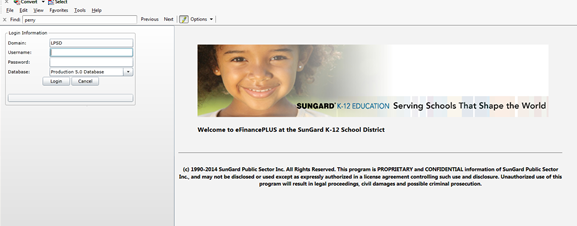 Convert Select
File Edit View Favorites Tools Help
Find: perry Previous Next Options
Login Information
Domain: LPSD
Username:
Password:
Database: Production 5.0 Database
Login Cancel
SUNGARD® K-12 EDUCATION Serving Schools That Shape the World
Welcome to eFinancePLUS at the SunGard K-12 School District
(c) 1990-2014 SunGard Public Sector Inc. All Rights Reserved. This program is PROPRIETARY and CONFIDENTIAL information of SunGard Public Sector
Inc., and may not be disclosed or used except as expressly authorized in a license agreement controlling such use and disclosure. Unauthorized use of this
program will result in legal proceedings, civil damages and possible criminal prosecution.